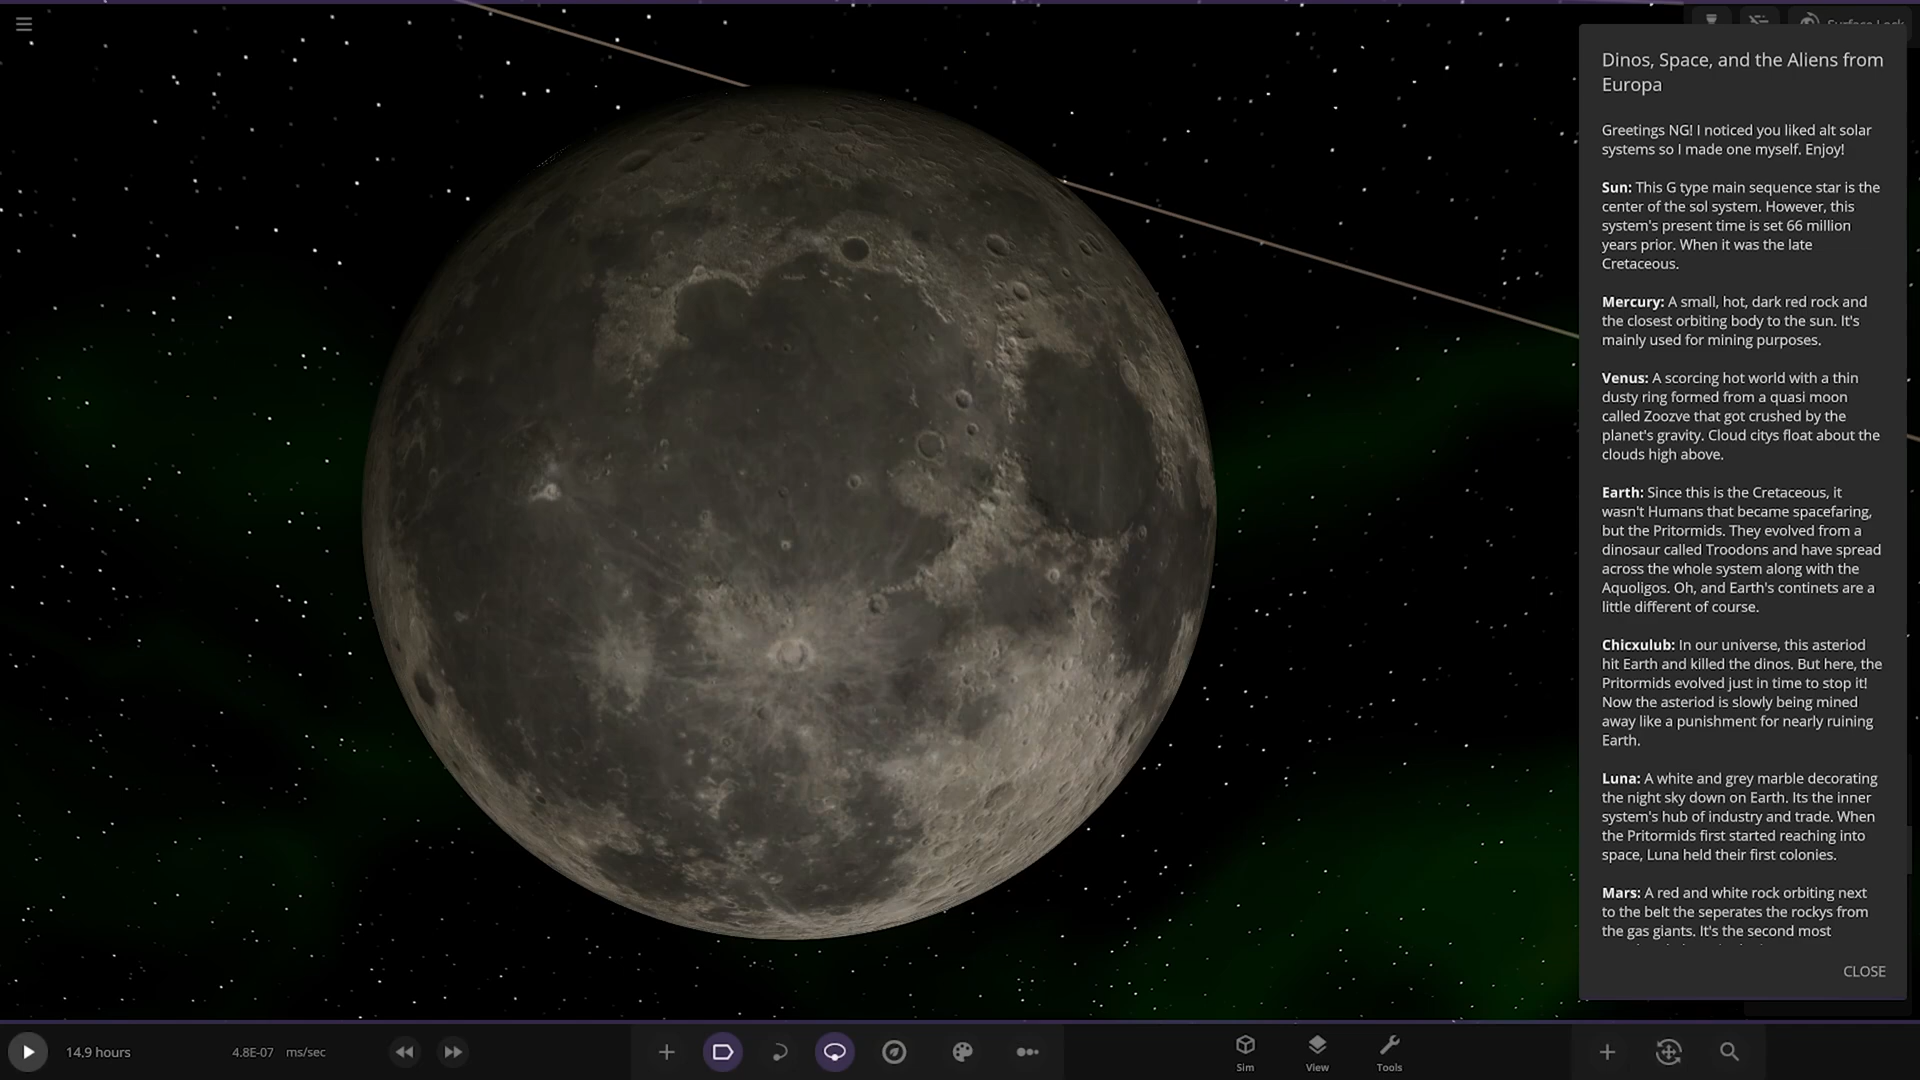 Surface Lock
Dinos, Space, and the Aliens from
Europa
Greetings NG! I noticed you liked alt solar
systems so I made one myself. Enjoy!
Sun: This G type main sequence star is the
center of the sol system. However, this
system's present time is set 66 million
years prior. When it was the late
Cretaceous.
Mercury: A small, hot, dark red rock and
the closest orbiting body to the sun. It's
mainly used for mining purposes.
Venus: A scorcing hot world with a thin
dusty ring formed from a quasi moon
called Zoozve that got crushed by the
planet's gravity. Cloud citys float about the
clouds high above.
Earth: Since this is the Cretaceous, it
wasn't Humans that became spacefaring,
but the Pritormids. They evolved from a
dinosaur called Troodons and have spread
across the whole system along with the
Aquoligos. Oh, and Earth's continets are a
little different of course.
Chicxulub: In our universe, this asteriod
hit Earth and killed the dinos. But here, the
Pritormids evolved just in time to stop it!
Now the asteriod is slowly being mined
away like a punishment for nearly ruining
Earth.
Luna: A white and grey marble decorating
the night sky down on Earth. Its the inner
system's hub of industry and trade. When
the Pritormids first started reaching into
space, Luna held their first colonies.
Mars: A red and white rock orbiting next
to the belt the seperates the rockys from
the gas giants. It's the second most
CLOSE
14.9 hours
4.8E-07 ms/sec
Sim
View
Tools